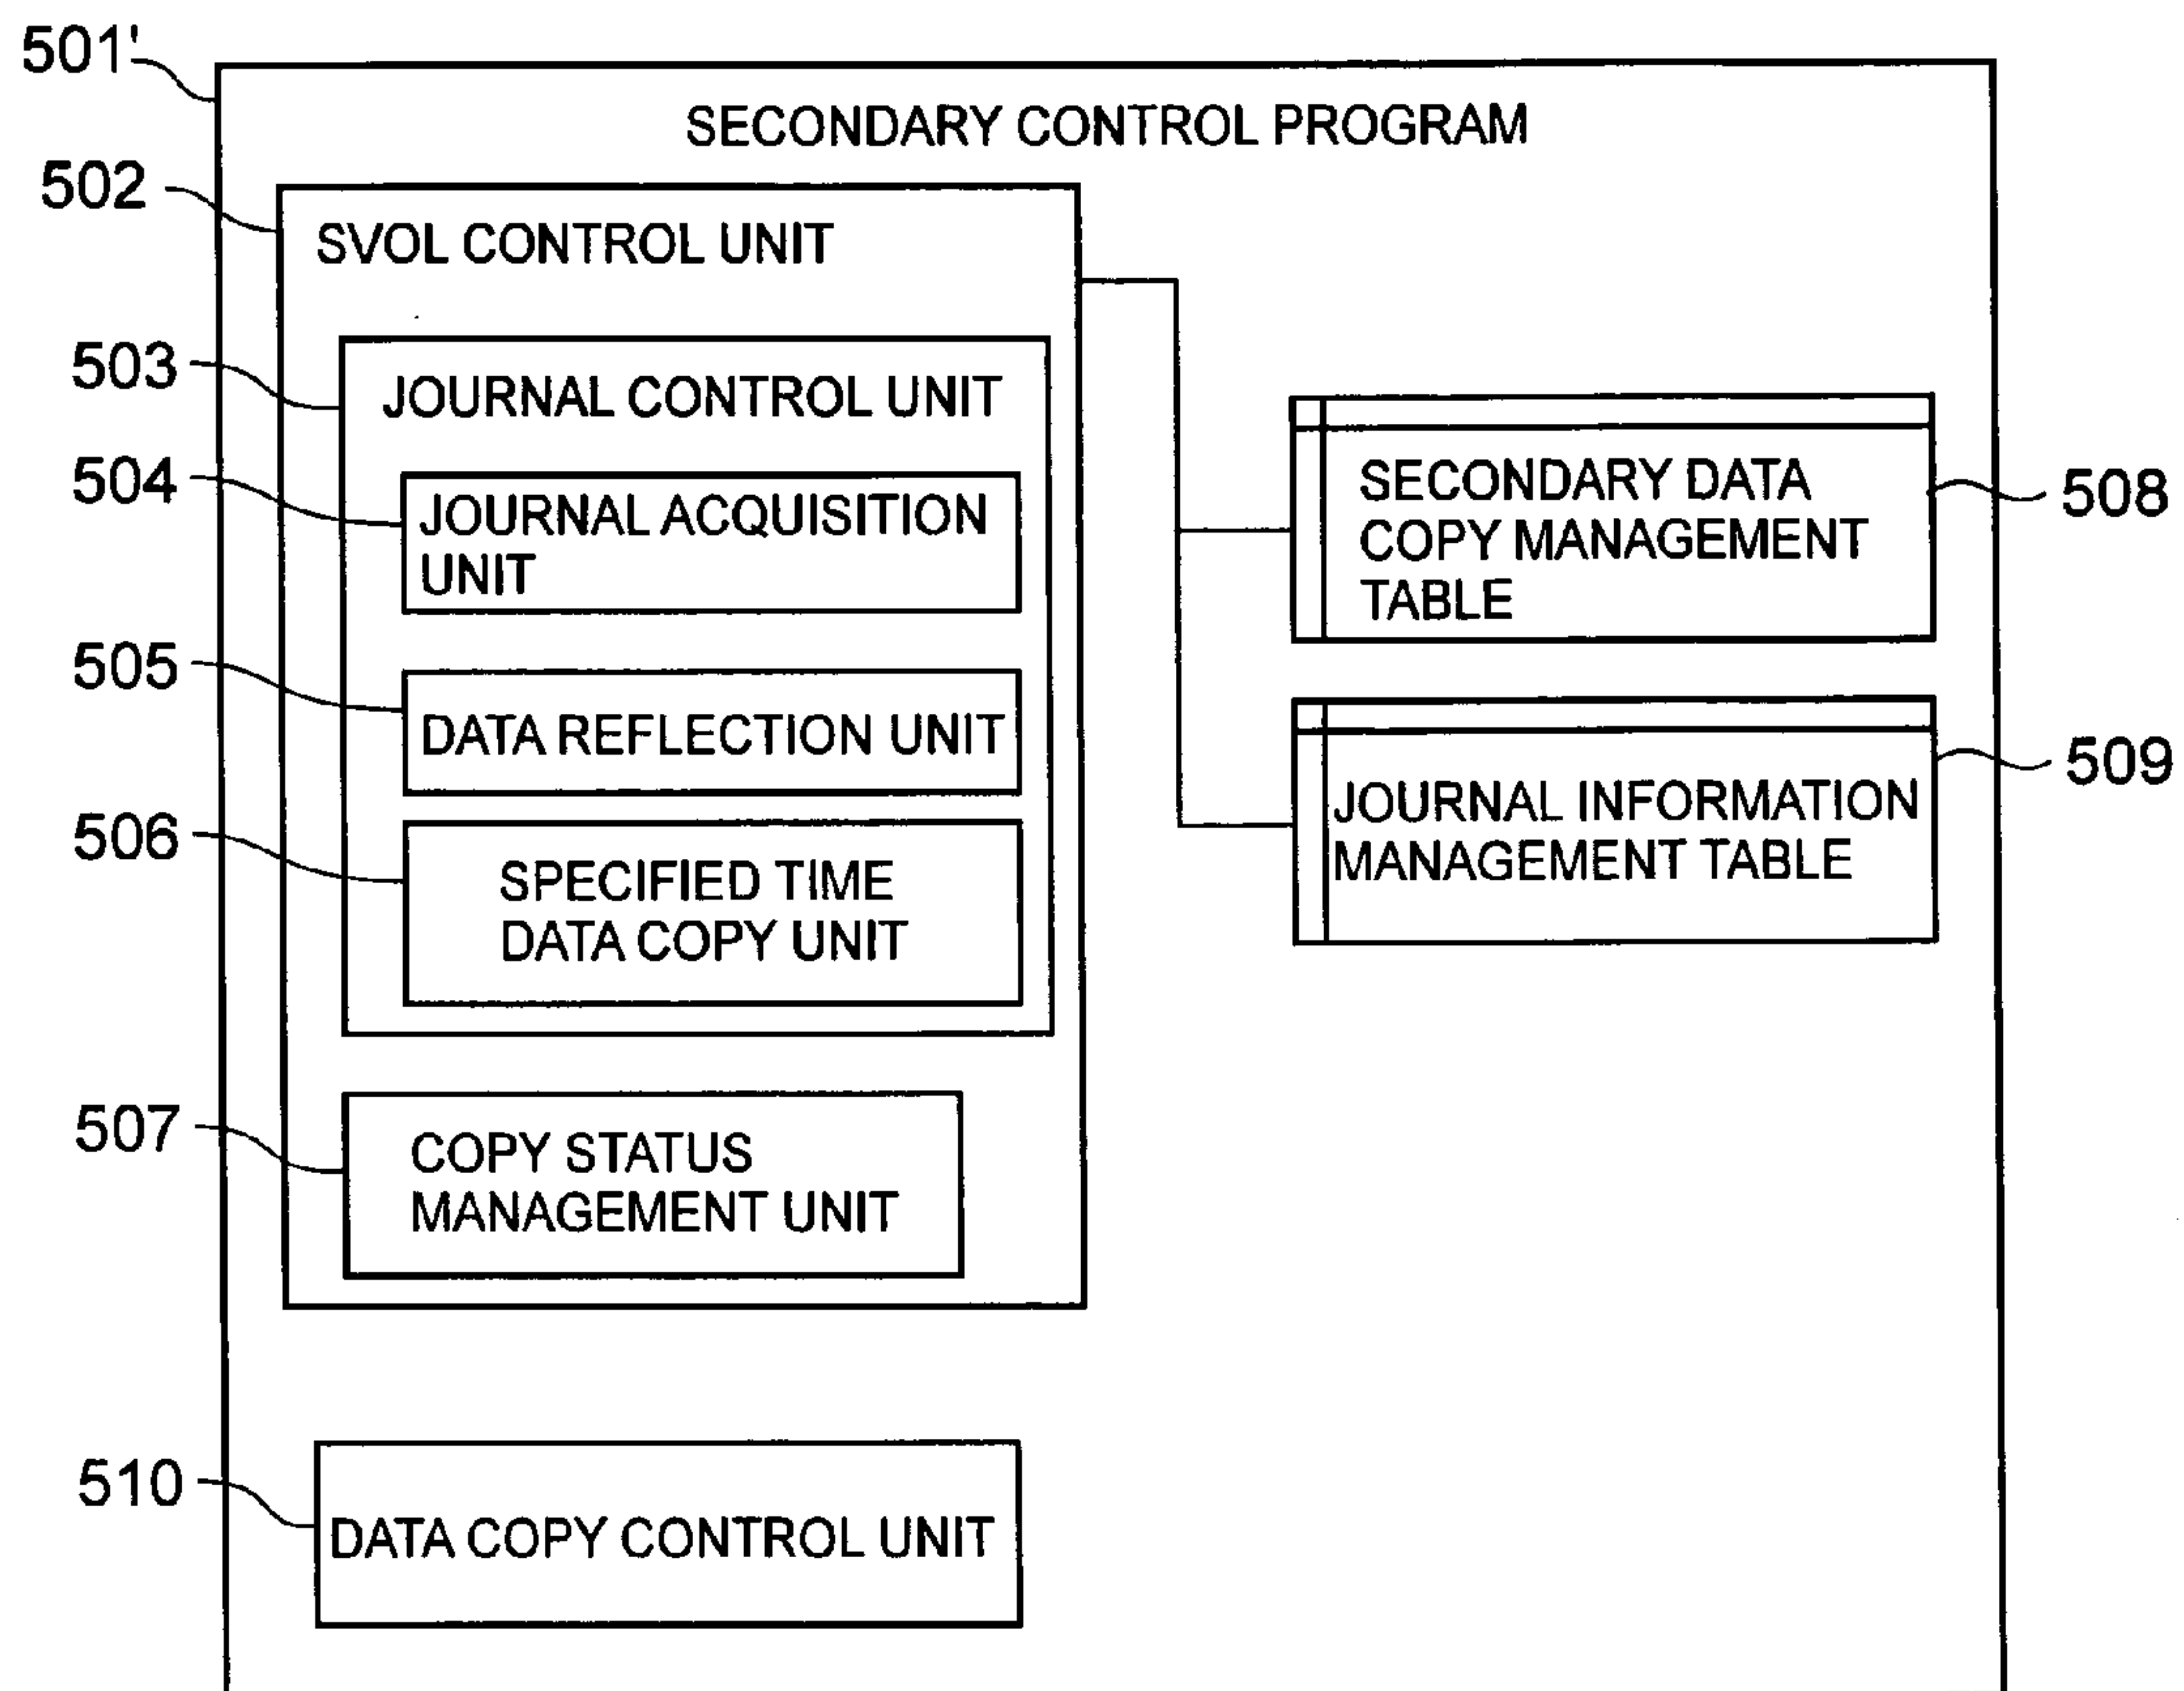 501'
SECONDARY CONTROL PROGRAM
502
SVOL CONTROL UNIT
503
JOURNAL CONTROL UNIT
504
JOURNAL ACQUISITION
UNIT
505
DATA REFLECTION UNIT
506
SPECIFIED TIME
DATA COPY UNIT
507
COPY STATUS
MANAGEMENT UNIT
SECONDARY DATA
COPY MANAGEMENT
TABLE
508
JOURNAL INFORMATION
MANAGEMENT TABLE
509
510
DATA COPY CONTROL UNIT